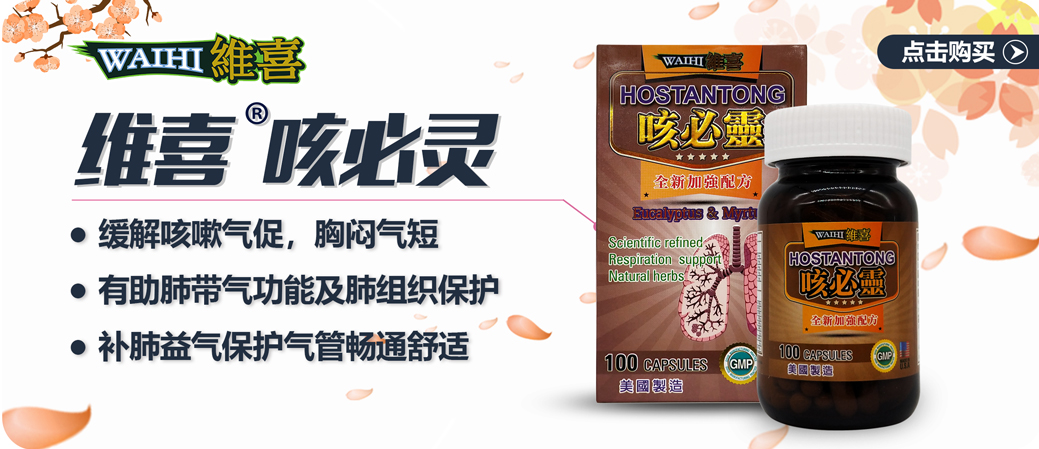 WAIHI 維喜
点击购买
维喜® 咳必灵
缓解咳嗽气促，胸闷气短
有助肺带气功能及肺组织保护
补肺益气保护气管畅通舒适
WAIHI 維喜
HOSTANTONG
咳必靈
全新加強配方
Eucalyptus & Myrt
Scientific refined
Respiration support
Natural herbs
100 CAPSULES
GMP
美國製造
WAIHI 維喜
HOSTANTONG
咳必靈
全新加強配方
100 CAPSULES
GMP
美國製造